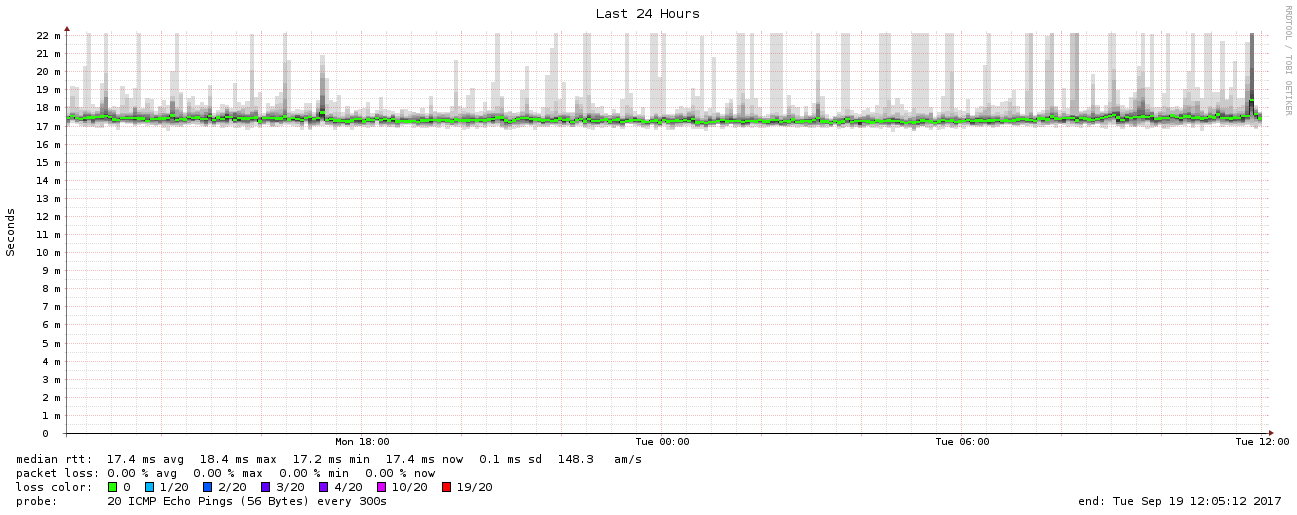 Last 24 Hours
RRDTOOL / TOBI OETIKER
Seconds
22 m
21 m
20 m
19 m
18 m
17 m
16 m
15 m
14 m
13 m
12 m
11 m
10 m
9 m
8 m
7 m
6 m
5 m
4 m
3 m
2 m
1 m
0
Mon 18:00 Tue 00:00 Tue 06:00 Tue 12:00
median rtt: 17.4 ms avg 18.4 ms max 17.2 ms min 17.4 ms now 0.1 ms sd 148.3 am/s
packet loss: 0.00 % avg 0.00 % max 0.00 % min 0.00 % now
loss color: 0 1/20 2/20 3/20 4/20 10/20 19/20
probe: 20 ICMP Echo Pings (56 Bytes) every 300s end: Tue Sep 19 12:05:12 2017